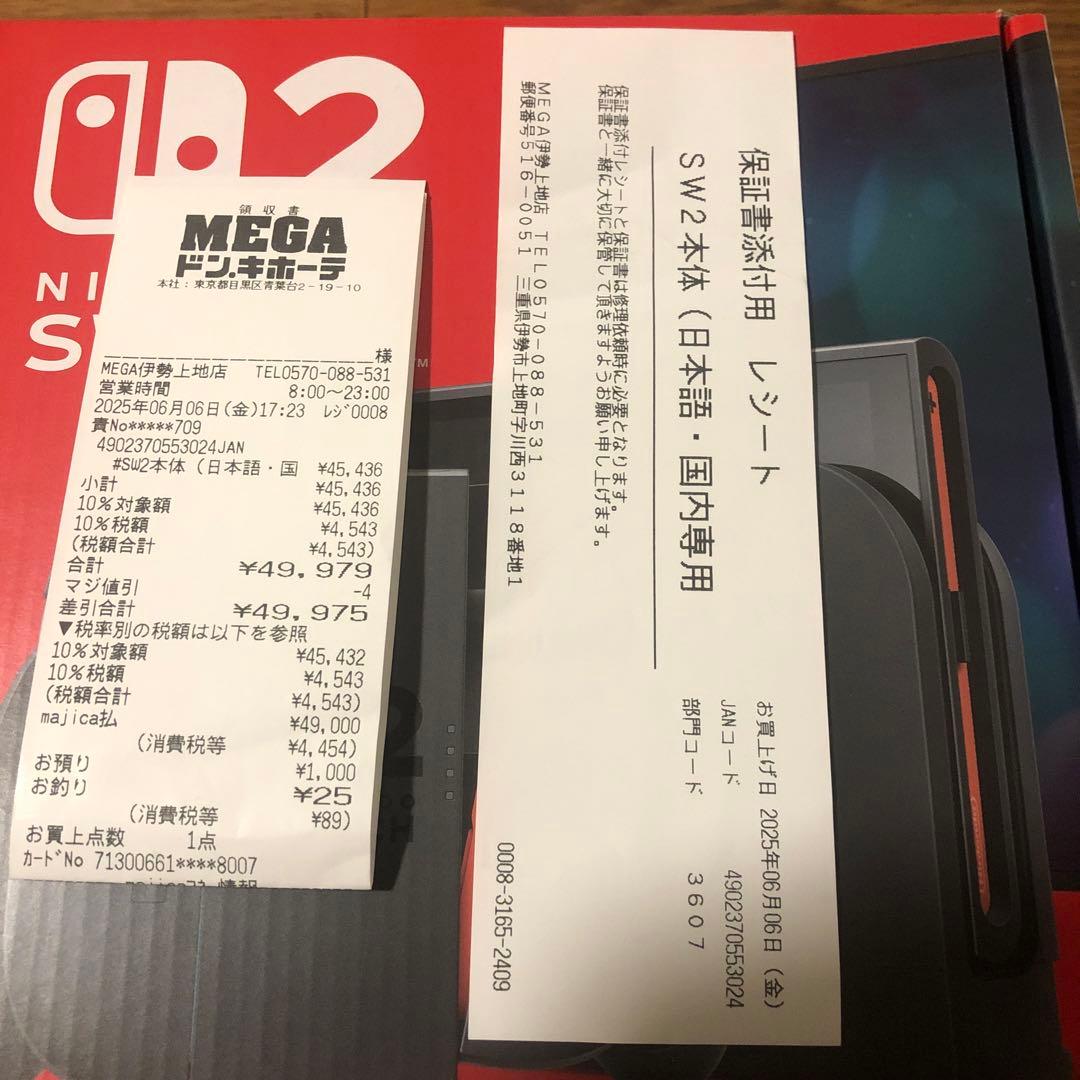 2
NI
S
TM
領収書
MEGA
ドン.キホーテ
本社：東京都目黒区青葉台2-19-10
様
MEGA伊勢上地店 TEL0570-088-531
営業時間 8:00～23:00
2025年06月06日(金)17:23 ﾚｼﾞ0008
責No*****709
4902370553024JAN
#SW2本体（日本語・国 ¥45,436
小計 ¥45,436
10%対象額 ¥45,436
10%税額 ¥4,543
(税額合計 ¥4,543)
合計 ¥49,979
マジ値引 -4
差引合計 ¥49,975
▼税率別の税額は以下を参照
10%対象額 ¥45,432
10%税額 ¥4,543
(税額合計 ¥4,543)
majica払 ¥49,000
(消費税等 ¥4,454)
お預り ¥1,000
お釣り ¥25
(消費税等 ¥89)
お買上点数 1点
ｶｰﾄﾞNo 71300661****8007
保証書添付用 レシート
SW2本体（日本語・国内専用
お買上げ日 2025年06月06日（金）
JANコード 4902370553024
部門コード 3607
保証書添付レシートと保証書は修理依頼時に必要となります。
保証書と一緒に大切に保管して頂きますようお願い申し上げます。
MEGA伊勢上地店 TEL0570-088-531
郵便番号516-0051 三重県伊勢市上地町字川西3118番地1
0008-3165-2409